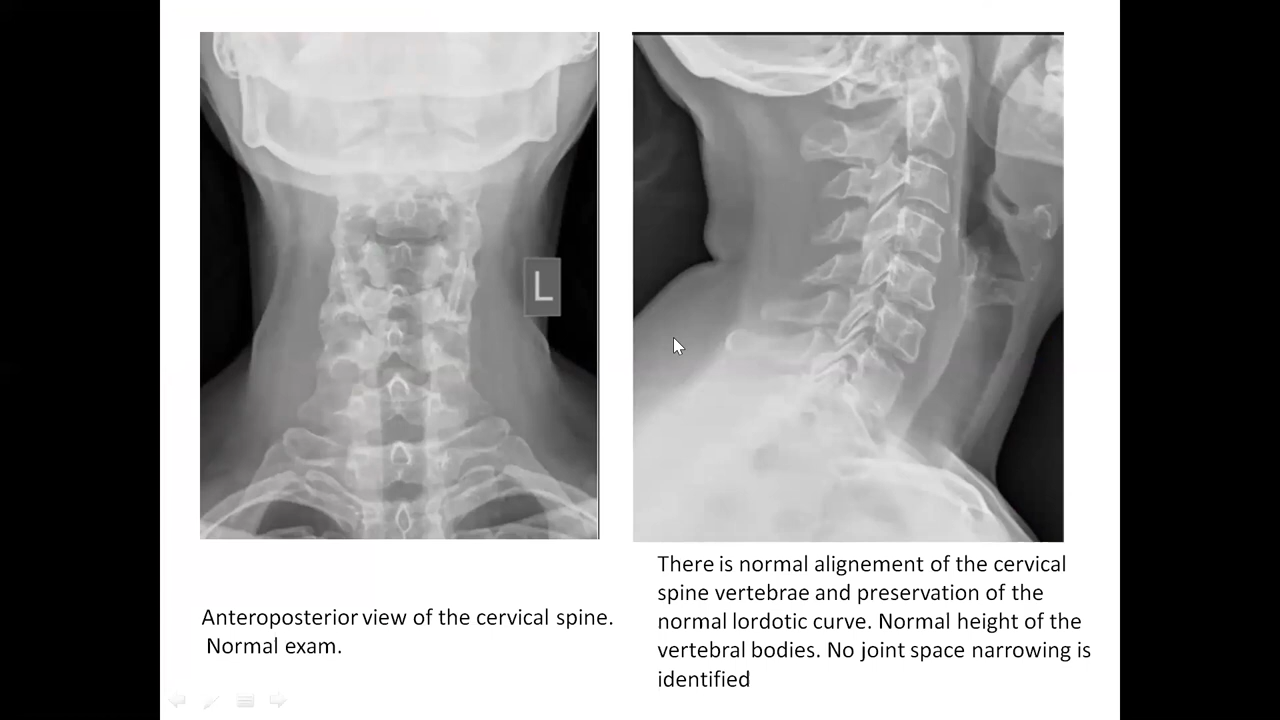 L
Anteroposterior view of the cervical spine.
Normal exam.
There is normal alignement of the cervical
spine vertebrae and preservation of the
normal lordotic curve. Normal height of the
vertebral bodies. No joint space narrowing is
identified